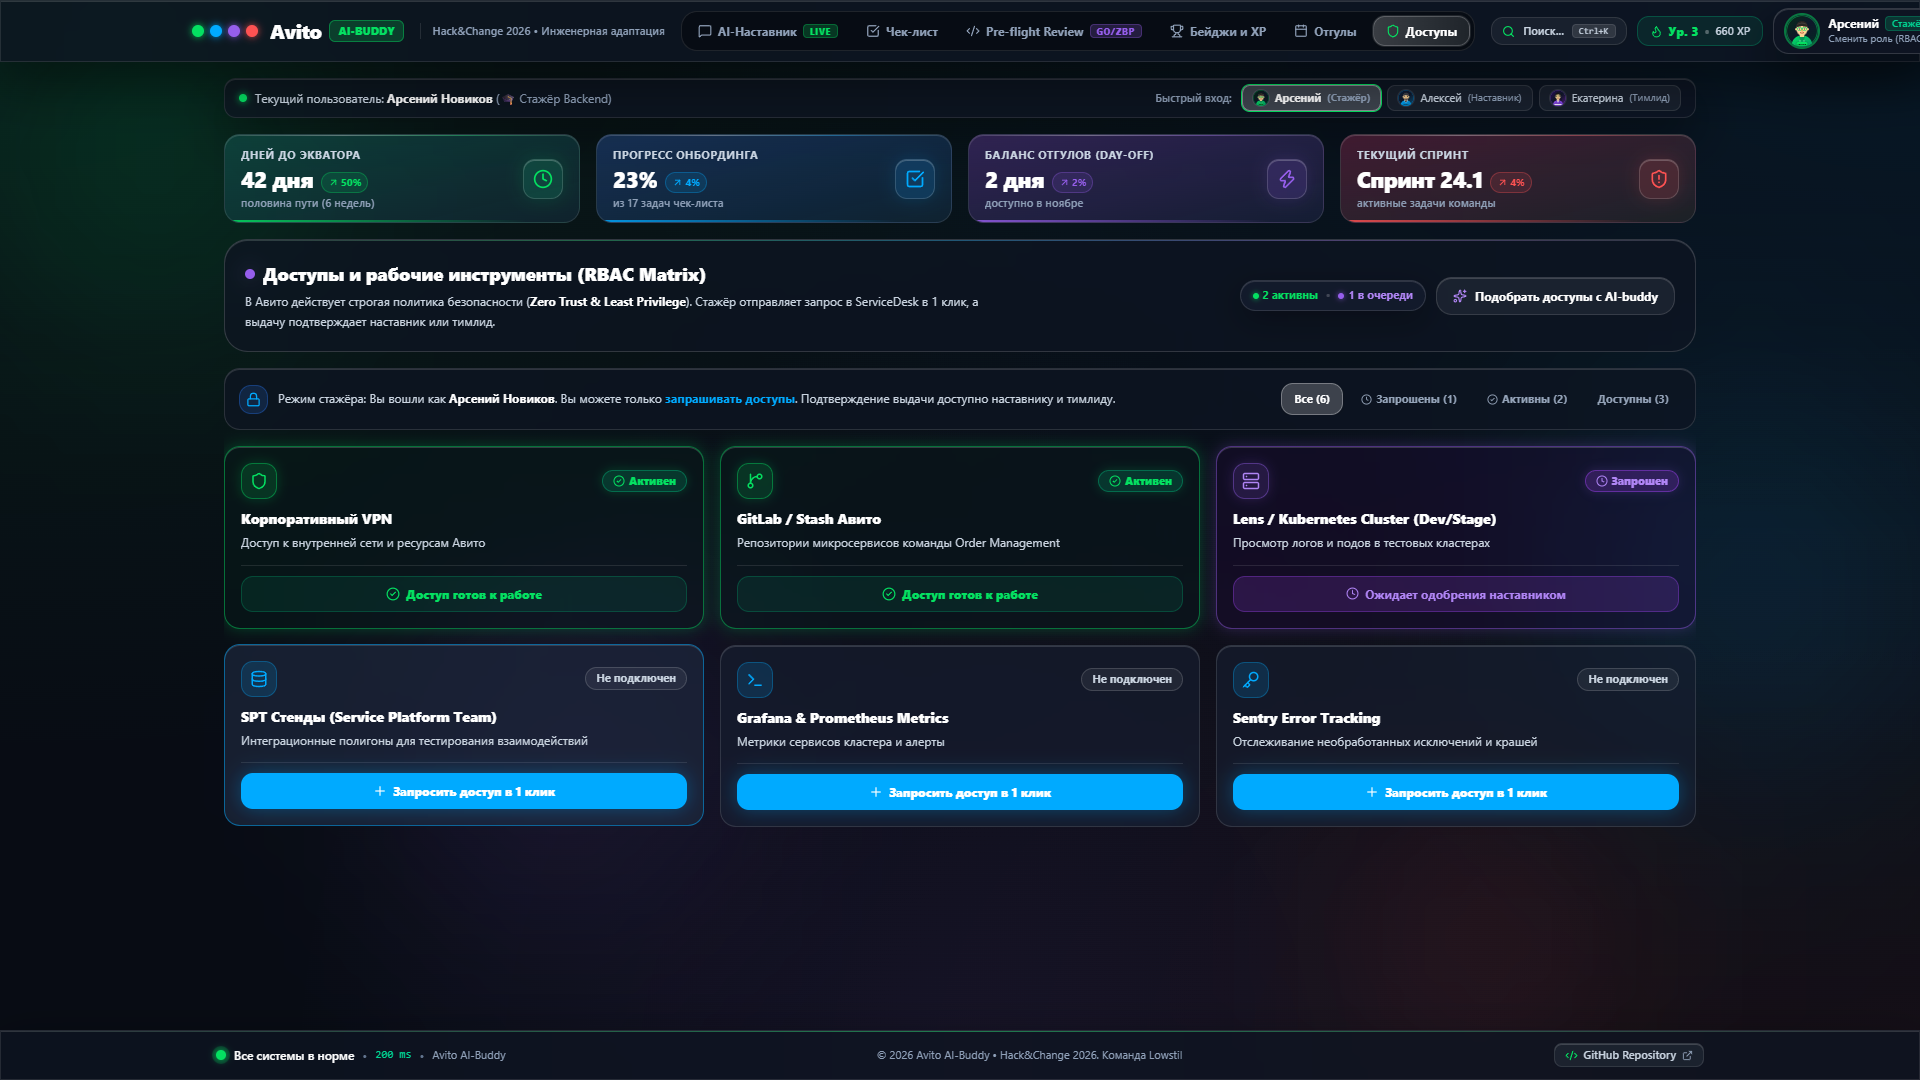 Avito AI-BUDDY Hack&Change 2026 • Инженерная адаптация AI-Наставник LIVE Чек-лист Pre-flight Review GO/ZBP Бейджи и XP Отгулы Доступы Поиск... Ctrl+K Ур. 3 • 660 XP
Арсений Стажё
Сменить роль (RBAC
Текущий пользователь: Арсений Новиков ( Стажёр Backend) Быстрый вход: Арсений (Стажёр) Алексей (Наставник) Екатерина (Тимлид)
ДНЕЙ ДО ЭКВАТОРА
42 дня 50%
половина пути (6 недель)
ПРОГРЕСС ОНБОРДИНГА
23% 4%
из 17 задач чек-листа
БАЛАНС ОТГУЛОВ (DAY-OFF)
2 дня 2%
доступно в ноябре
ТЕКУЩИЙ СПРИНТ
Спринт 24.1 4%
активные задачи команды
Доступы и рабочие инструменты (RBAC Matrix)
В Авито действует строгая политика безопасности (Zero Trust & Least Privilege). Стажёр отправляет запрос в ServiceDesk в 1 клик, а
выдачу подтверждает наставник или тимлид.
2 активны • 1 в очереди
Подобрать доступы с AI-buddy
Режим стажёра: Вы вошли как Арсений Новиков. Вы можете только запрашивать доступы. Подтверждение выдачи доступно наставнику и тимлиду.
Все (6) Запрошены (1) Активны (2) Доступны (3)
Активен
Корпоративный VPN
Доступ к внутренней сети и ресурсам Авито
Доступ готов к работе
Активен
GitLab / Stash Авито
Репозитории микросервисов команды Order Management
Доступ готов к работе
Запрошен
Lens / Kubernetes Cluster (Dev/Stage)
Просмотр логов и подов в тестовых кластерах
Ожидает одобрения наставником
Не подключен
SPT Стенды (Service Platform Team)
Интеграционные полигоны для тестирования взаимодействий
Запросить доступ в 1 клик
Не подключен
Grafana & Prometheus Metrics
Метрики сервисов кластера и алерты
Запросить доступ в 1 клик
Не подключен
Sentry Error Tracking
Отслеживание необработанных исключений и крашей
Запросить доступ в 1 клик
Все системы в норме • 200 ms • Avito AI-Buddy
© 2026 Avito AI-Buddy • Hack&Change 2026. Команда Lowstil
GitHub Repository